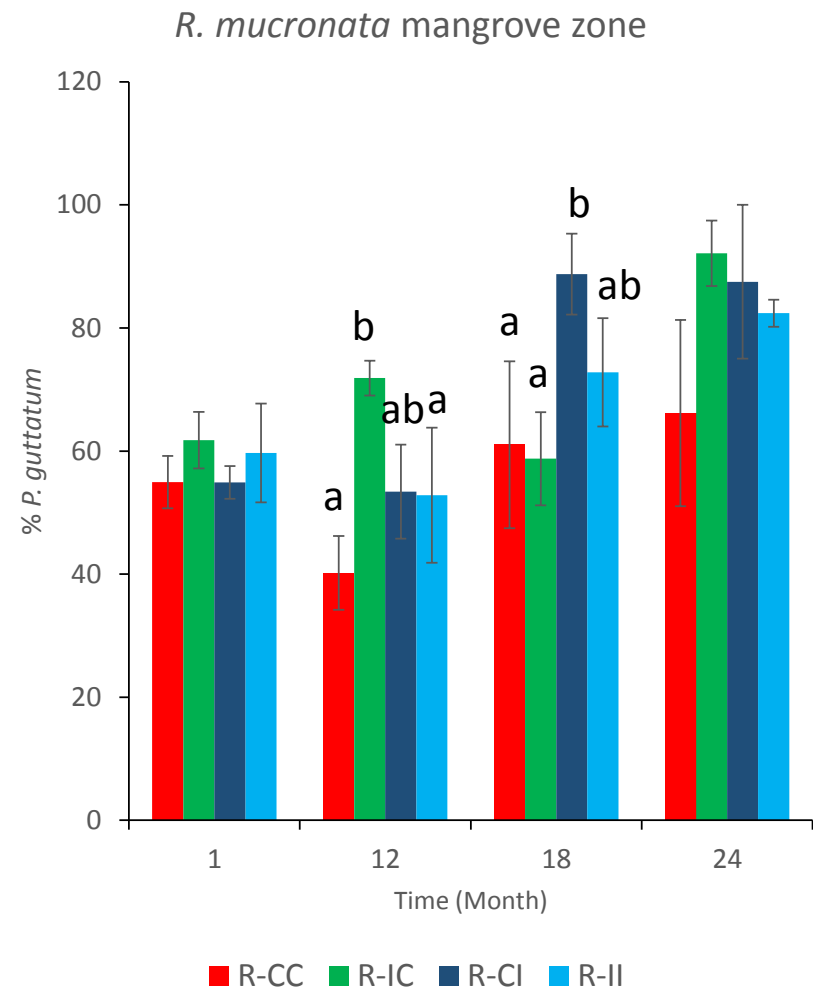 R. mucronata mangrove zone
120
100
80
60
40
20
0
% P. guttatum
a
b
ab
a
a
a
b
ab
1
12
18
24
Time (Month)
R-CC
R-IC
R-CI
R-II